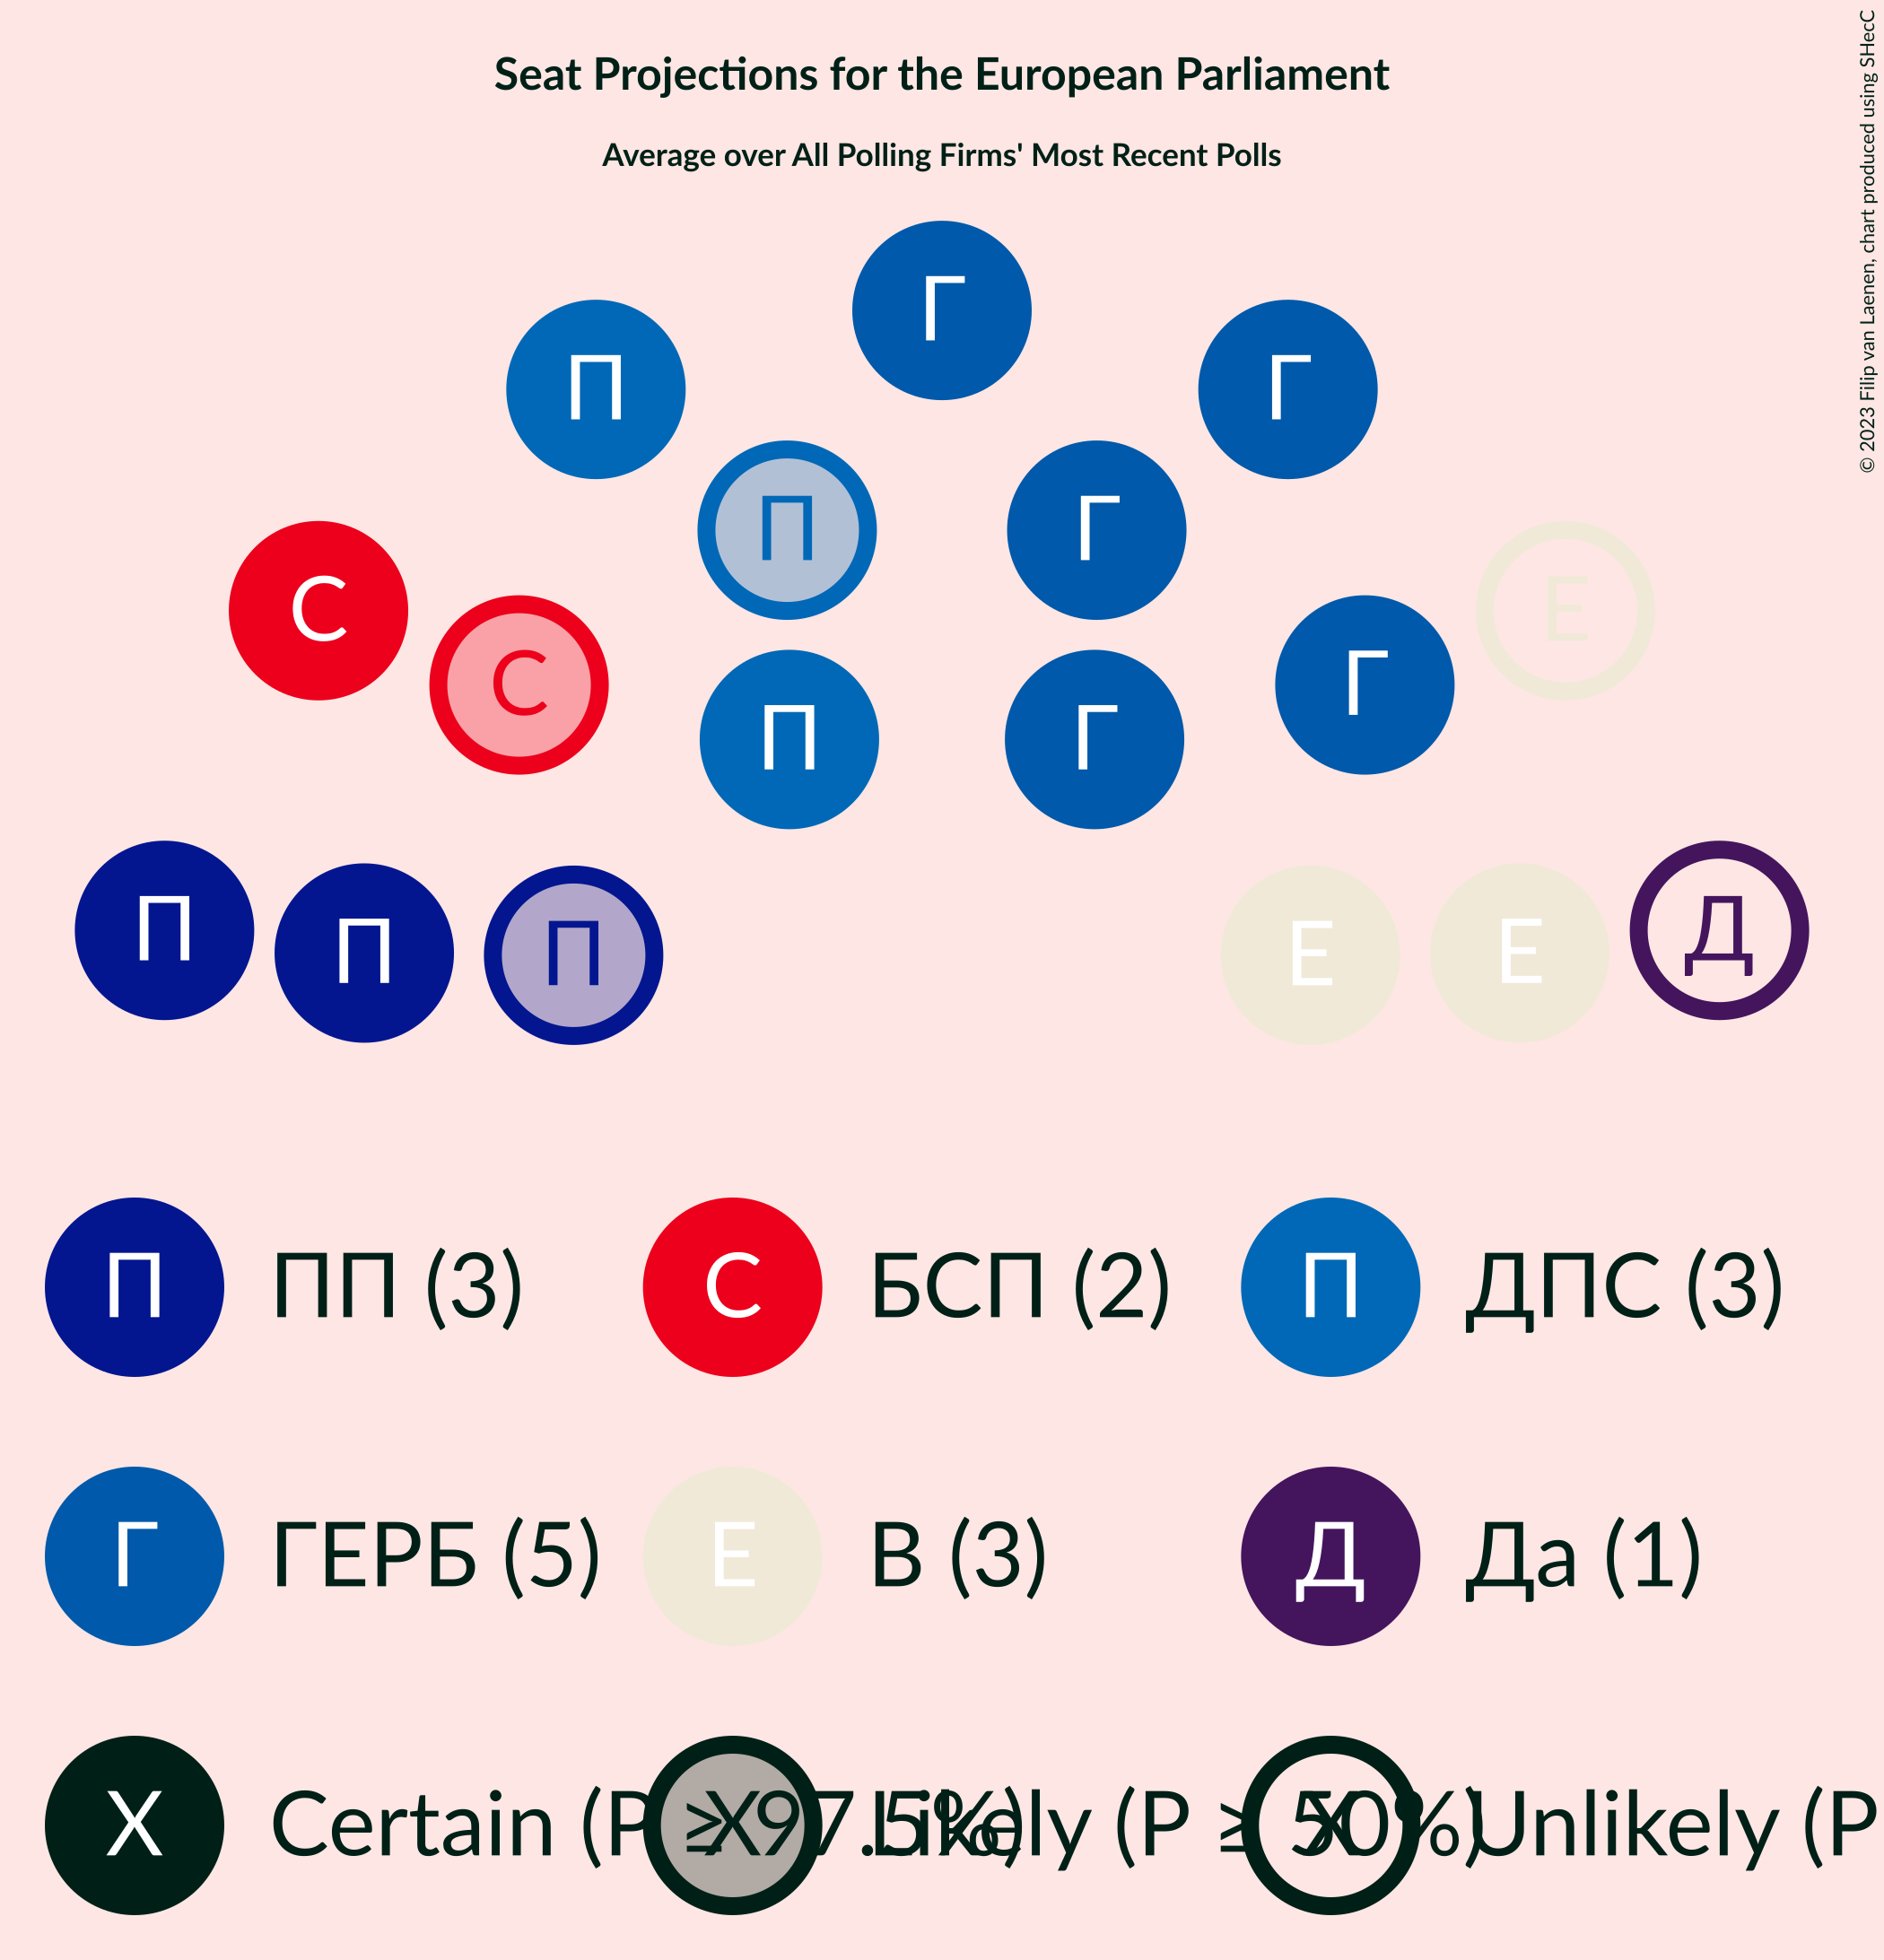 Seat Projections for the European Parliament
Average over All Polling Firms' Most Recent Polls
© 2023 Filip van Laenen, chart produced using SHecC
Г
П
Г
П
Г
С
Е
С
Г
П
Г
П
Д
П
Е
П
Е
П ПП (3) С БСП (2) П ДПС (3)
Г ГЕРБ (5) Е В (3) Д Да (1)
X Certain (P ≥ 97.5%) X Likely (P ≥ 50%) X Unlikely (P